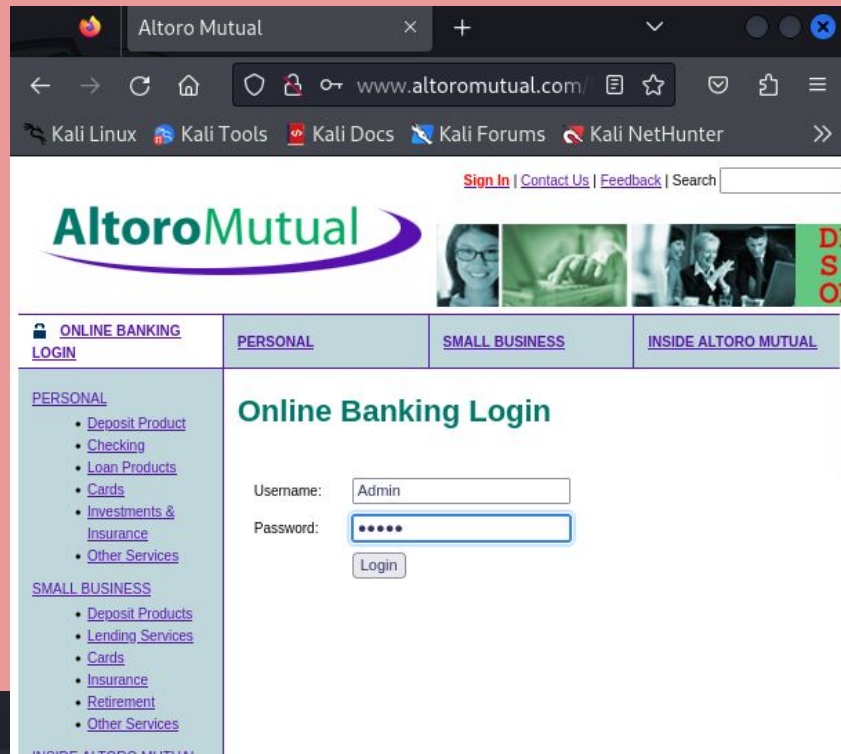 Altoro Mutual
www.altoromutual.com/
Kali Linux Kali Tools Kali Docs Kali Forums Kali NetHunter
Sign In | Contact Us | Feedback | Search
AltoroMutual
ONLINE BANKING LOGIN
PERSONAL
SMALL BUSINESS
INSIDE ALTORO MUTUAL
PERSONAL
Deposit Product
Checking
Loan Products
Cards
Investments &
Insurance
Other Services
SMALL BUSINESS
Deposit Products
Lending Services
Cards
Insurance
Retirement
Other Services
INSIDE ALTORO MUTUAL
Online Banking Login
Username: Admin
Password: •••••
Login